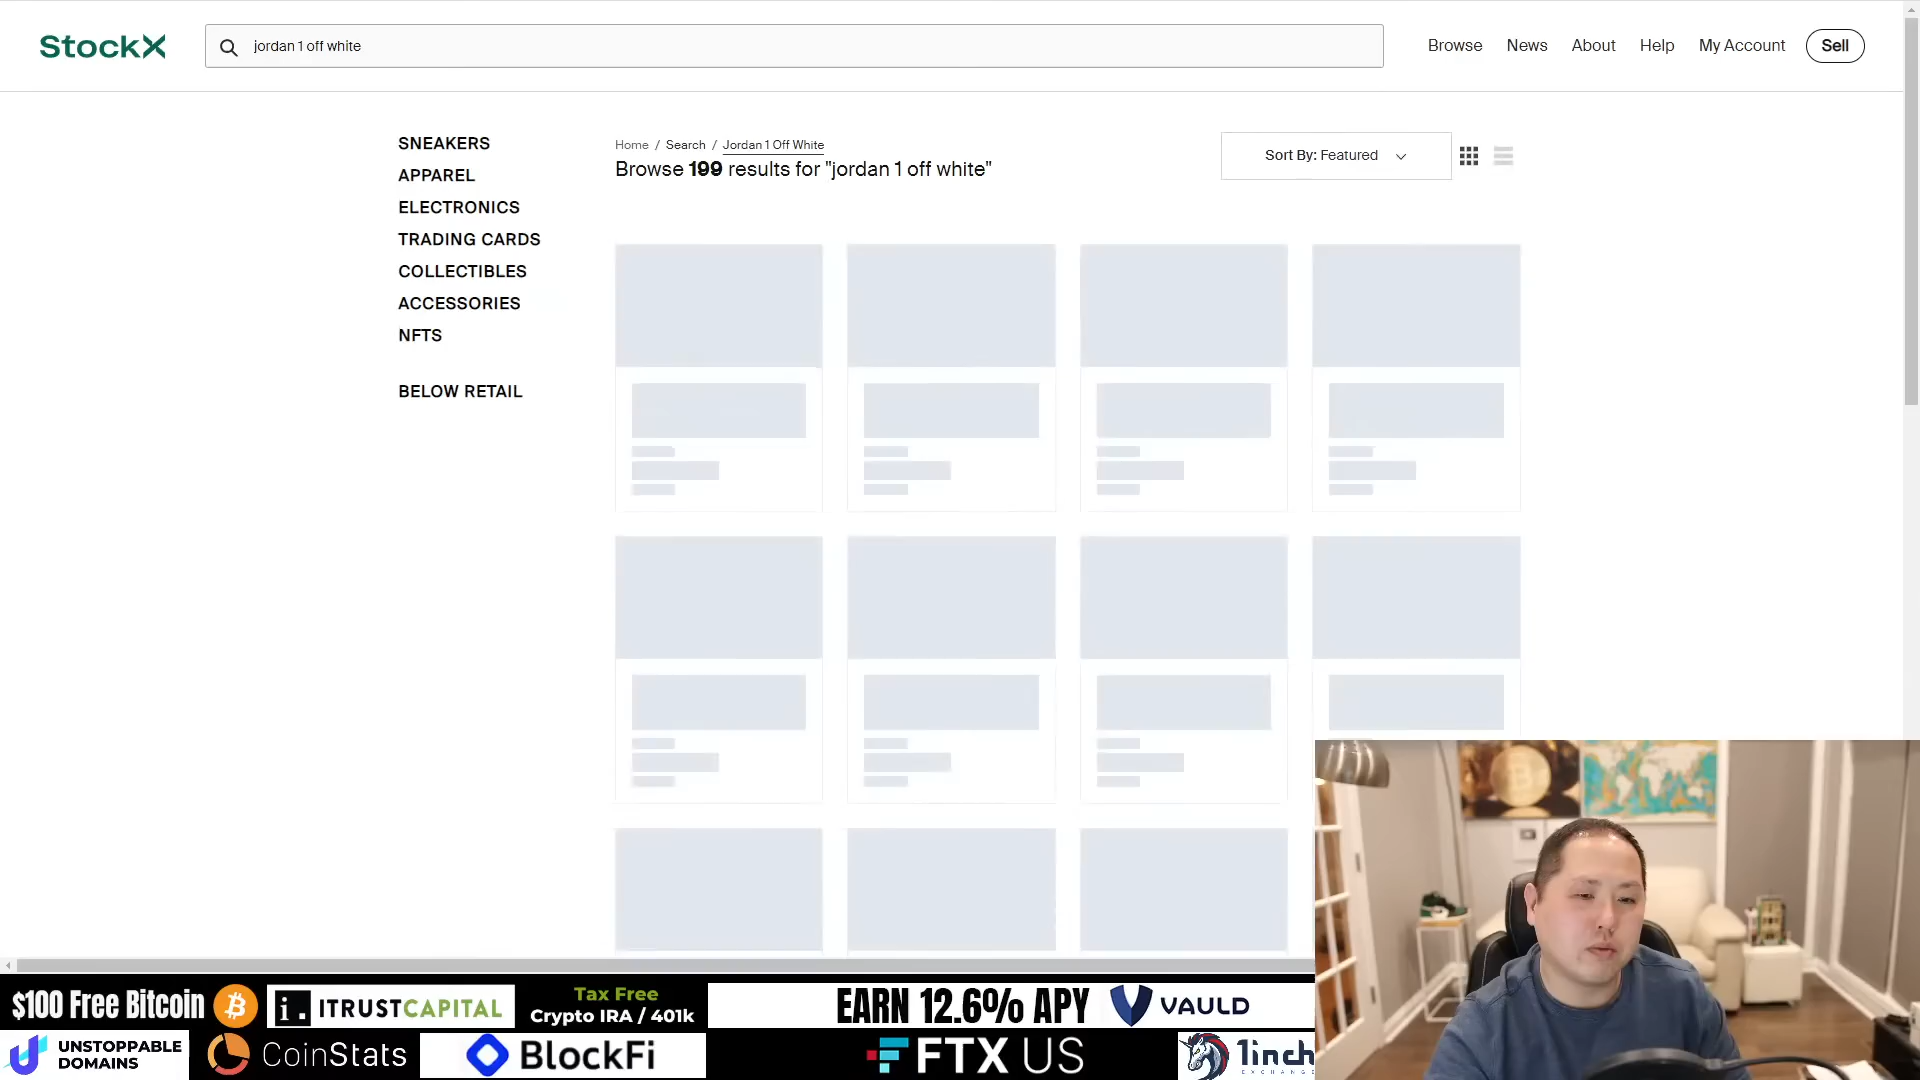 StockX
jordan 1 off white
Browse
News
About
Help
My Account
Sell
SNEAKERS
APPAREL
ELECTRONICS
TRADING CARDS
COLLECTIBLES
ACCESSORIES
NFTS
BELOW RETAIL
Home / Search / Jordan 1 Off White
Browse 199 results for "jordan 1 off white"
Sort By: Featured
$100 Free Bitcoin
i. ITRUSTCAPITAL
Tax Free
Crypto IRA / 401k
EARN 12.6% APY
VAULD
UNSTOPPABLE
DOMAINS
CoinStats
BlockFi
FTX US
1inch